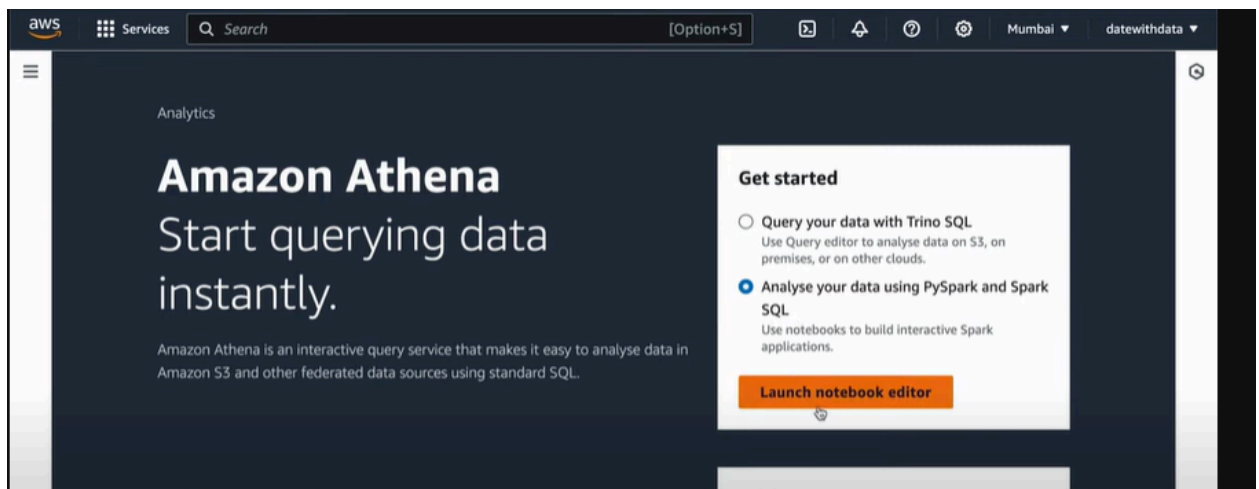 aws
Services
Search
[Option+S]
Mumbai
datewithdata
Analytics
Amazon Athena
Start querying data
instantly.
Amazon Athena is an interactive query service that makes it easy to analyse data in
Amazon S3 and other federated data sources using standard SQL.
Get started
Query your data with Trino SQL
Use Query editor to analyse data on S3, on
premises, or on other clouds.
Analyse your data using PySpark and Spark
SQL
Use notebooks to build interactive Spark
applications.
Launch notebook editor